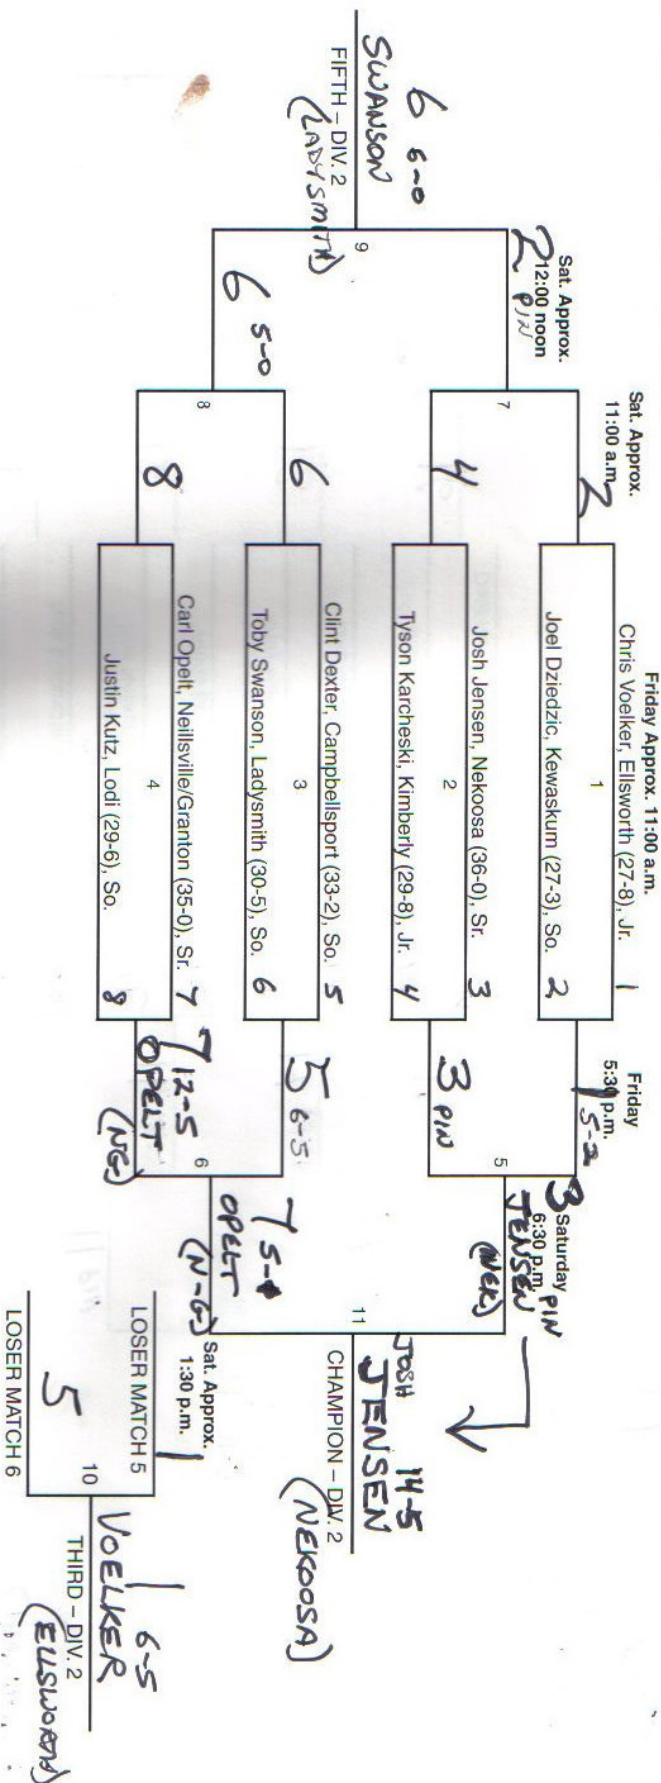 Friday Approx. 11:00 a.m.
Chris Voelker, Ellsworth (27-8), Jr. 1
1
Joel Dziedzic, Kewaskum (27-3), So. 2
Josh Jensen, Nekoosa (36-0), Sr. 3
2
Tyson Karcheski, Kimberly (29-8), Jr. 4
Clint Dexter, Campbellsport (33-2), So. 5
3
Toby Swanson, Ladysmith (30-5), So. 6
Carl Opelt, Neillsville/Granton (35-0), Sr. 7
4
Justin Kutz, Lodi (29-6), So. 8
Sat. Approx.
11:00 a.m.
2
4
6
8
7
8
Sat. Approx.
12:00 noon
2 PIN
6 5-0
9
6 6-0
SWANSON
FIFTH – DIV. 2
(LADYSMITH)
Friday
5:30 p.m.
1 5-2
3 PIN
5 6-5
7 12-5
OPELT
(NG)
5
6
Saturday
6:30 p.m.
3 PIN
JENSEN
(NEK)
7
OPELT
(N-G)
11
JOSH
JENSEN 14-5
CHAMPION – DIV. 2
(NEKOOSA)
Sat. Approx.
1:30 p.m.
1
LOSER MATCH 5
5
LOSER MATCH 6
10
1 6-5
VOELKER
THIRD – DIV. 2
(ELLSWORTH)